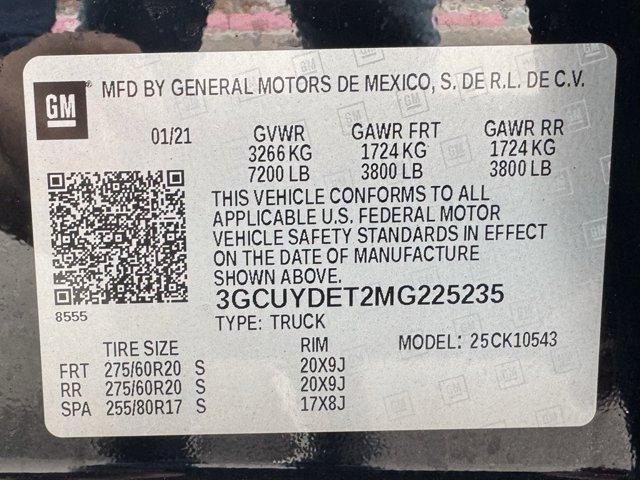 GM
MFD BY GENERAL MOTORS DE MEXICO, S. DE R.L. DE C.V.
01/21 GVWR GAWR FRT GAWR RR
3266 KG 1724 KG 1724 KG
7200 LB 3800 LB 3800 LB
THIS VEHICLE CONFORMS TO ALL
APPLICABLE U.S. FEDERAL MOTOR
VEHICLE SAFETY STANDARDS IN EFFECT
ON THE DATE OF MANUFACTURE
SHOWN ABOVE.
8555
3GCUYDET2MG225235
TYPE: TRUCK
MODEL: 25CK10543
TIRE SIZE RIM
FRT 275/60R20 S 20X9J
RR 275/60R20 S 20X9J
SPA 255/80R17 S 17X8J